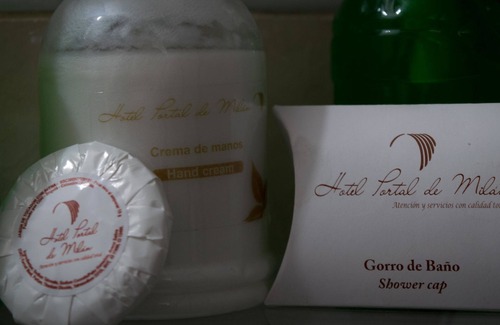 Hotel Portal de Milán
Crema de manos
Hand cream
Hotel Portal
de Milán
Hotel Portal de Milán
Atención y servicios con calidad
Gorro de Baño
Shower cap